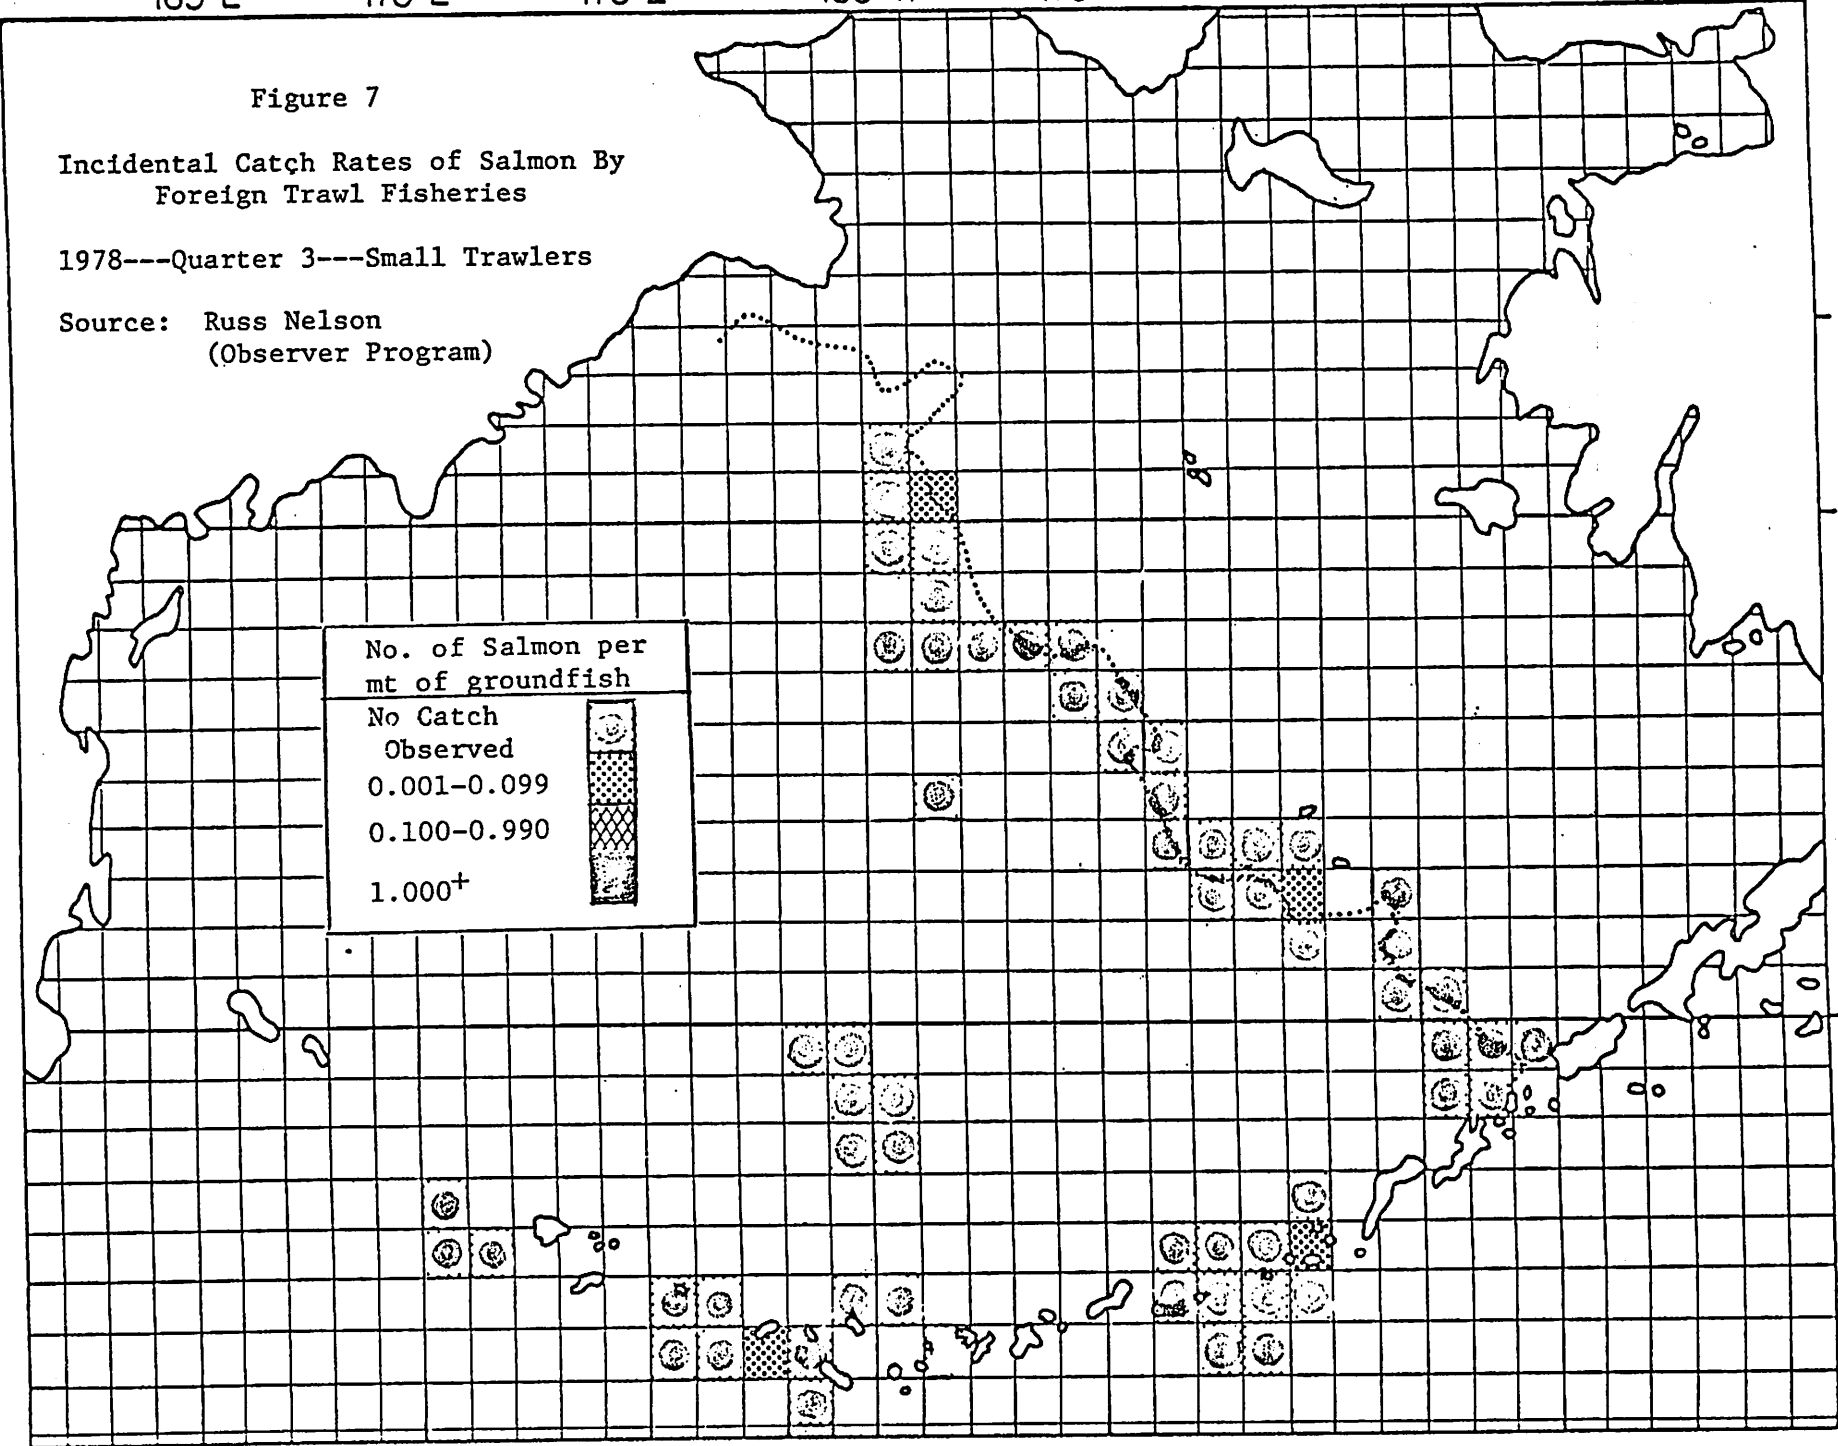 Figure 7
Incidental Catch Rates of Salmon By
Foreign Trawl Fisheries
1978---Quarter 3---Small Trawlers
Source: Russ Nelson
(Observer Program)
No. of Salmon per
mt of groundfish
No Catch
Observed
0.001-0.099
0.100-0.990
1.000+